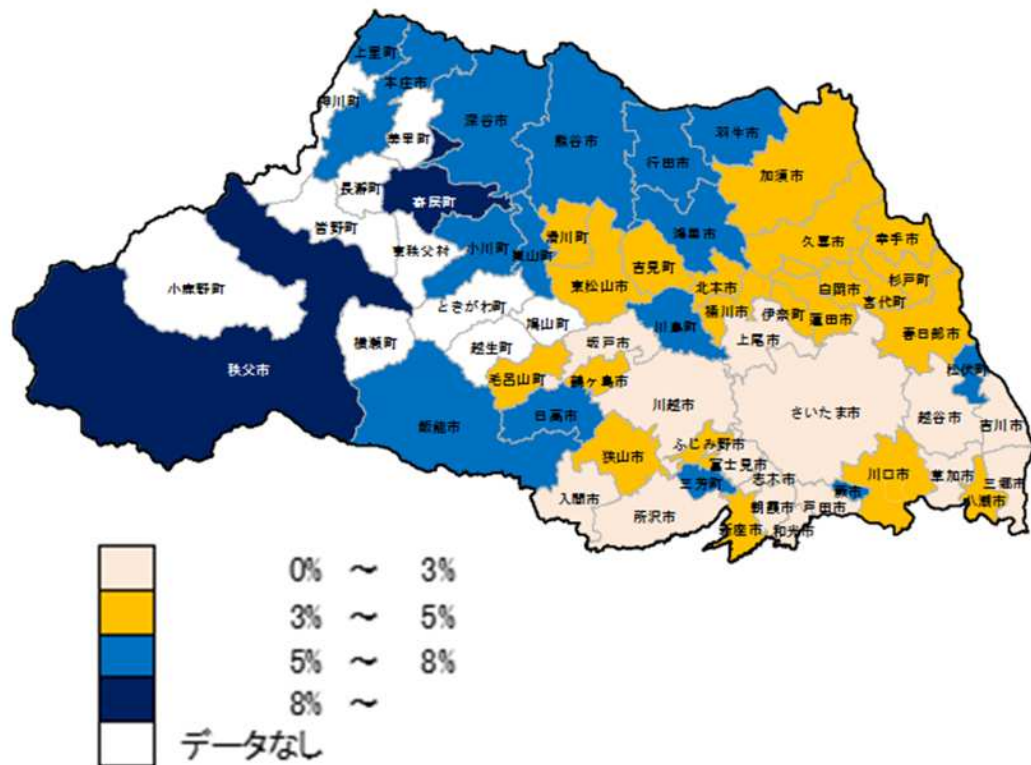 上里町
本庄市
神川町
美里町
深谷市
熊谷市
行田市
羽生市
加須市
長瀞町
寄居町
皆野町
東秩父村
小川町
嵐山町
滑川町
鴻巣市
久喜市
幸手市
小鹿野町
東松山市
吉見町
北本市
白岡市
杉戸町
宮代町
ときがわ町
鳩山町
川島町
桶川市
伊奈町
蓮田市
春日部市
横瀬町
越生町
坂戸市
上尾市
秩父市
毛呂山町
鶴ヶ島市
松伏町
飯能市
日高市
川越市
さいたま市
越谷市
吉川市
狭山市
ふじみ野市
富士見市
川口市
入間市
三芳町
志木市
蕨市
草加市
三郷市
所沢市
新座市
朝霞市
戸田市
八潮市
和光市
0% ～ 3%
3% ～ 5%
5% ～ 8%
8% ～
データなし